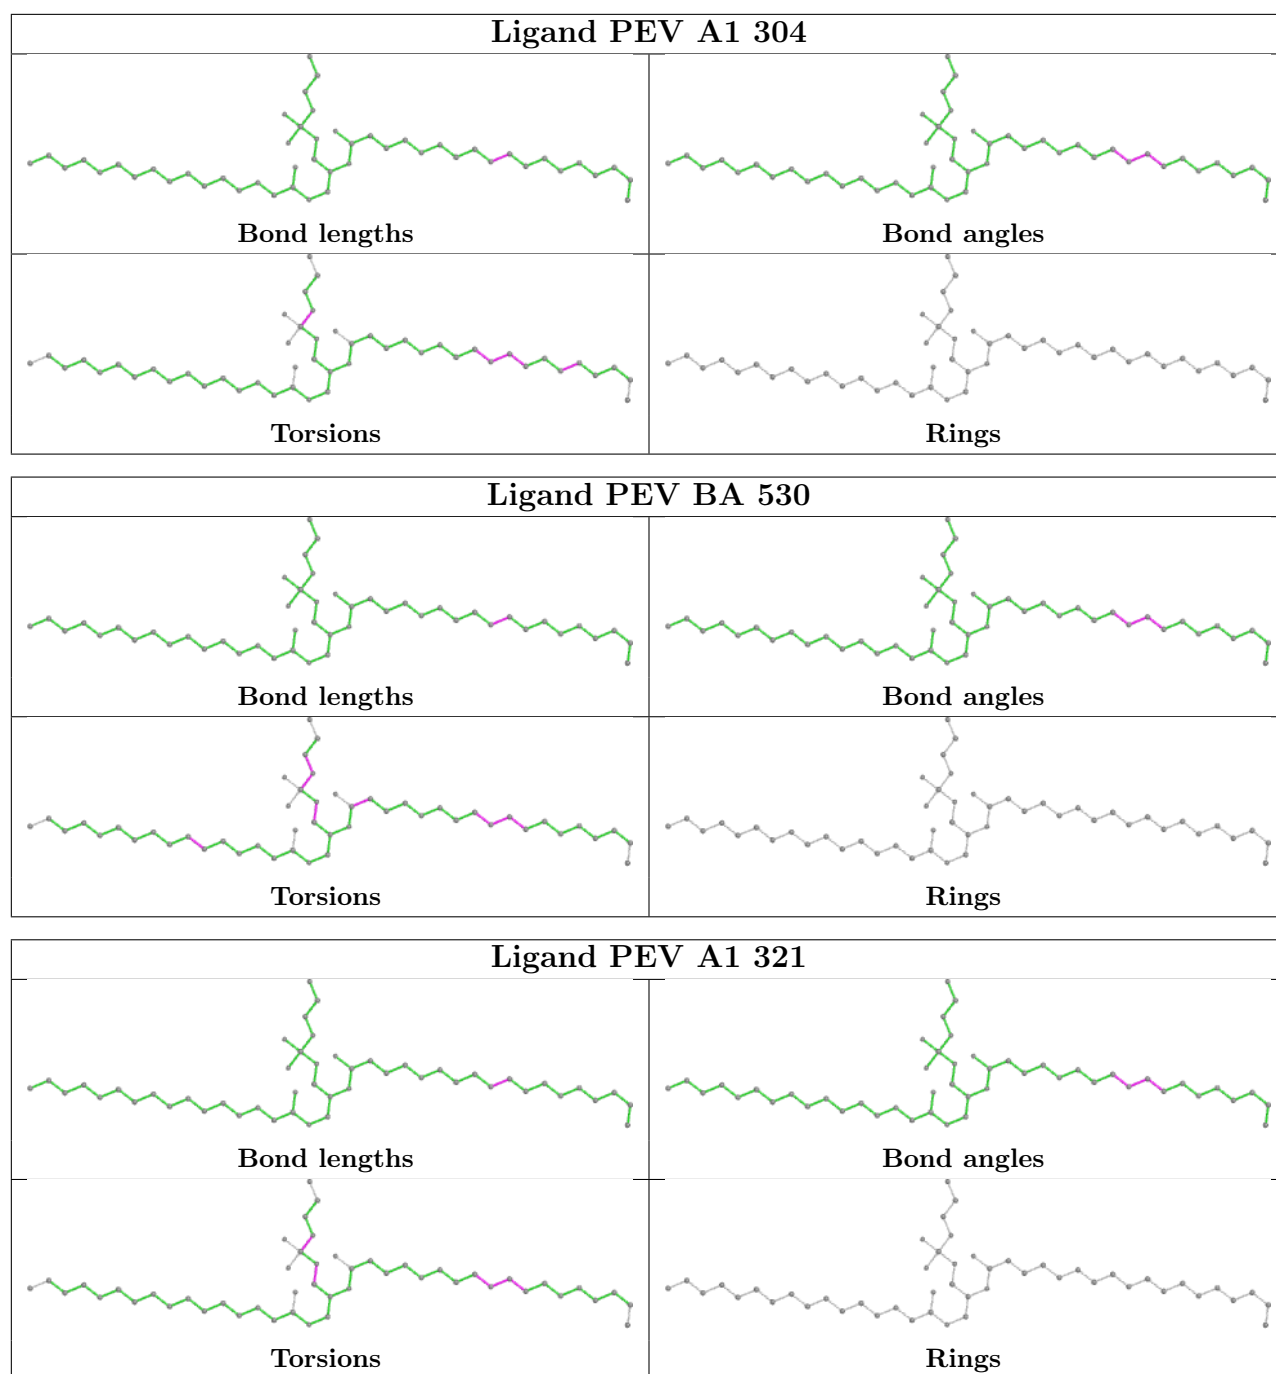 Ligand PEV A1 304
Bond lengths
Bond angles
Torsions
Rings
Ligand PEV BA 530
Bond lengths
Bond angles
Torsions
Rings
Ligand PEV A1 321
Bond lengths
Bond angles
Torsions
Rings